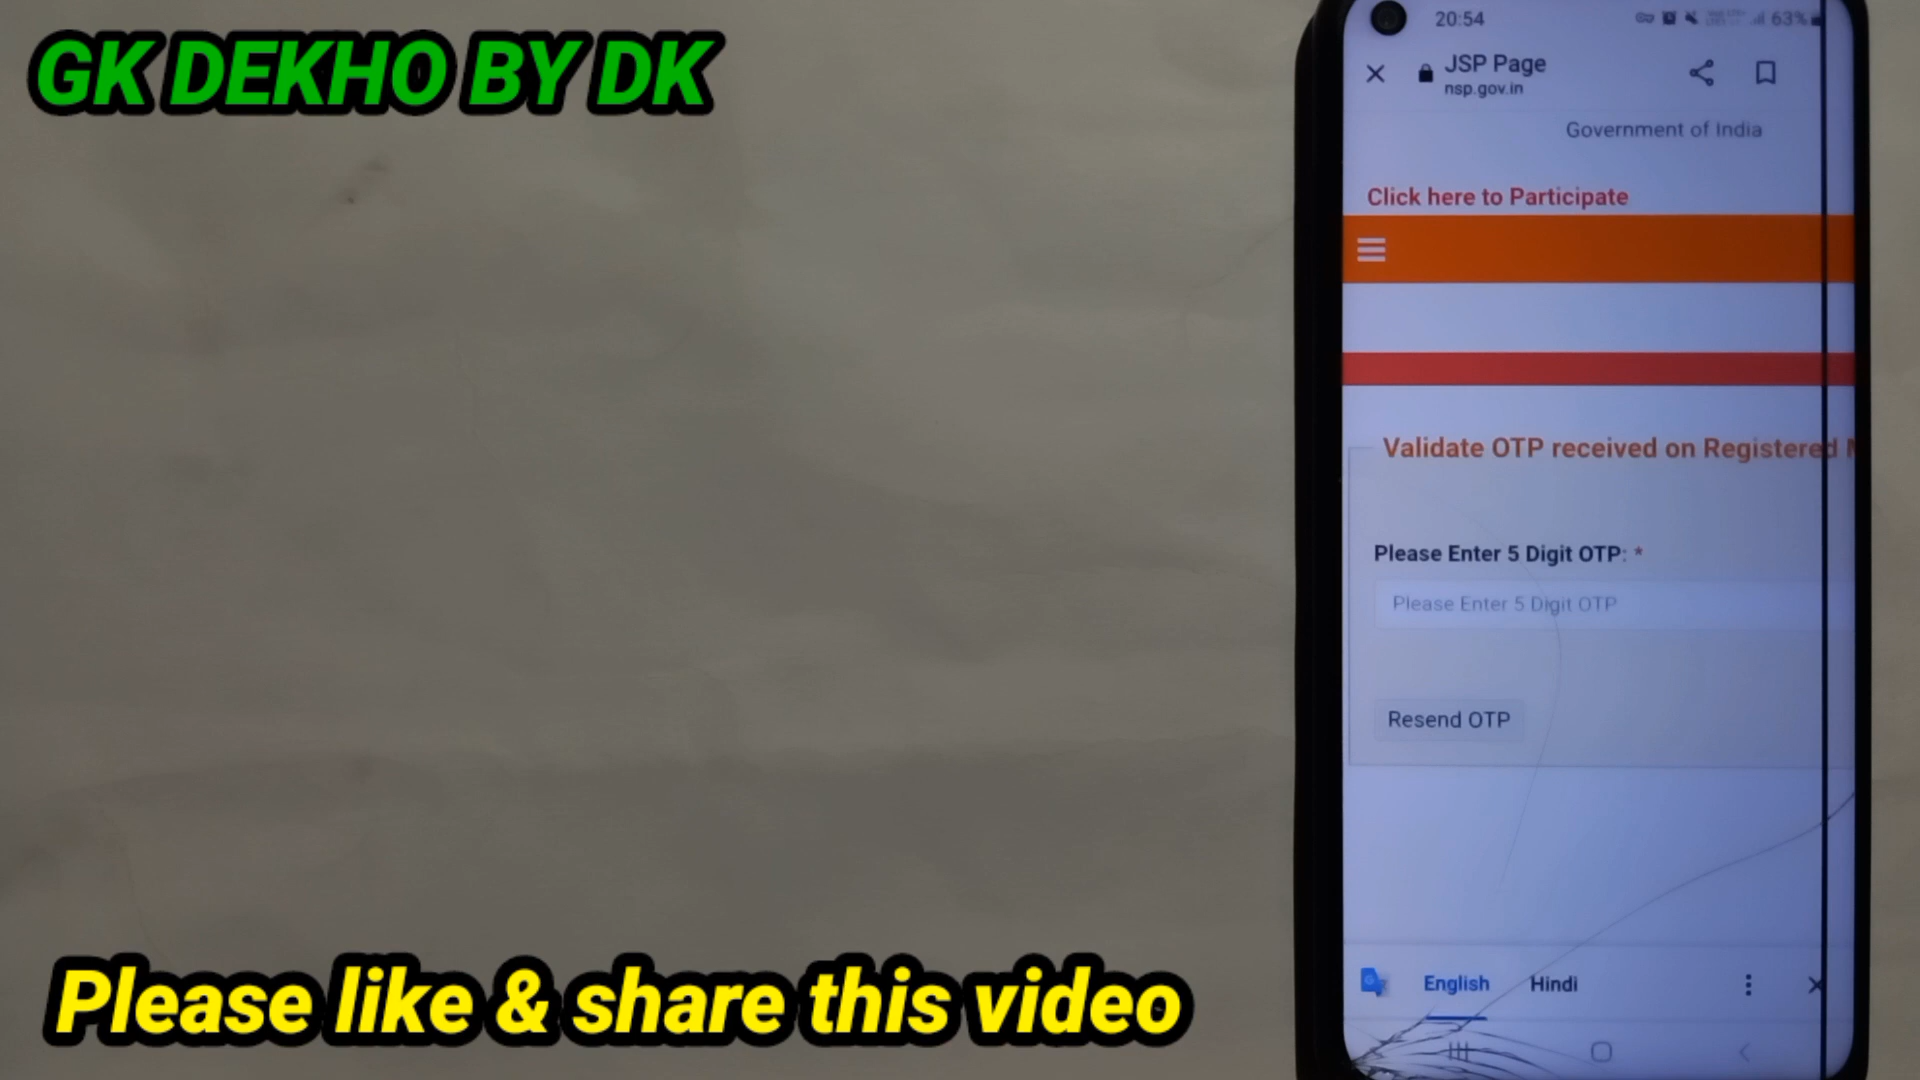 GK DEKHO BY DK
20:54
63%
JSP Page
nsp.gov.in
Government of India
Click here to Participate
Validate OTP received on Registered
Please Enter 5 Digit OTP: *
Please Enter 5 Digit OTP
Resend OTP
English Hindi
Please like & share this video